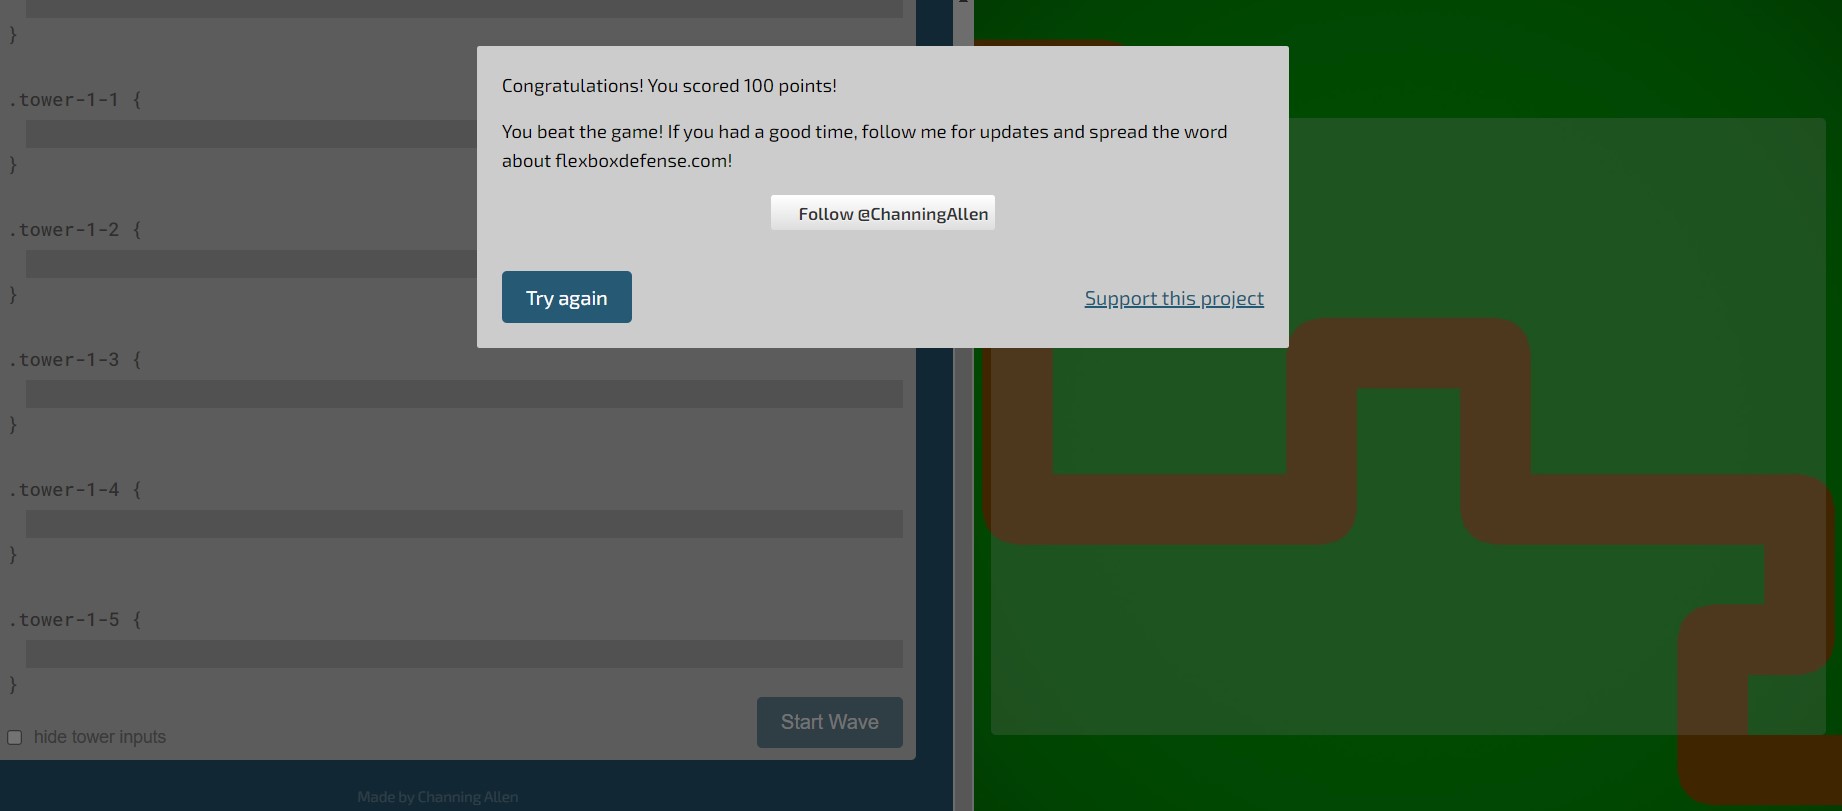 }
.tower-1-1 {
}
.tower-1-2 {
}
.tower-1-3 {
}
.tower-1-4 {
}
.tower-1-5 {
}
hide tower inputs
Start Wave
Made by Channing Allen
Congratulations! You scored 100 points!
You beat the game! If you had a good time, follow me for updates and spread the word
about flexboxdefense.com!
Follow @ChanningAllen
Try again
Support this project